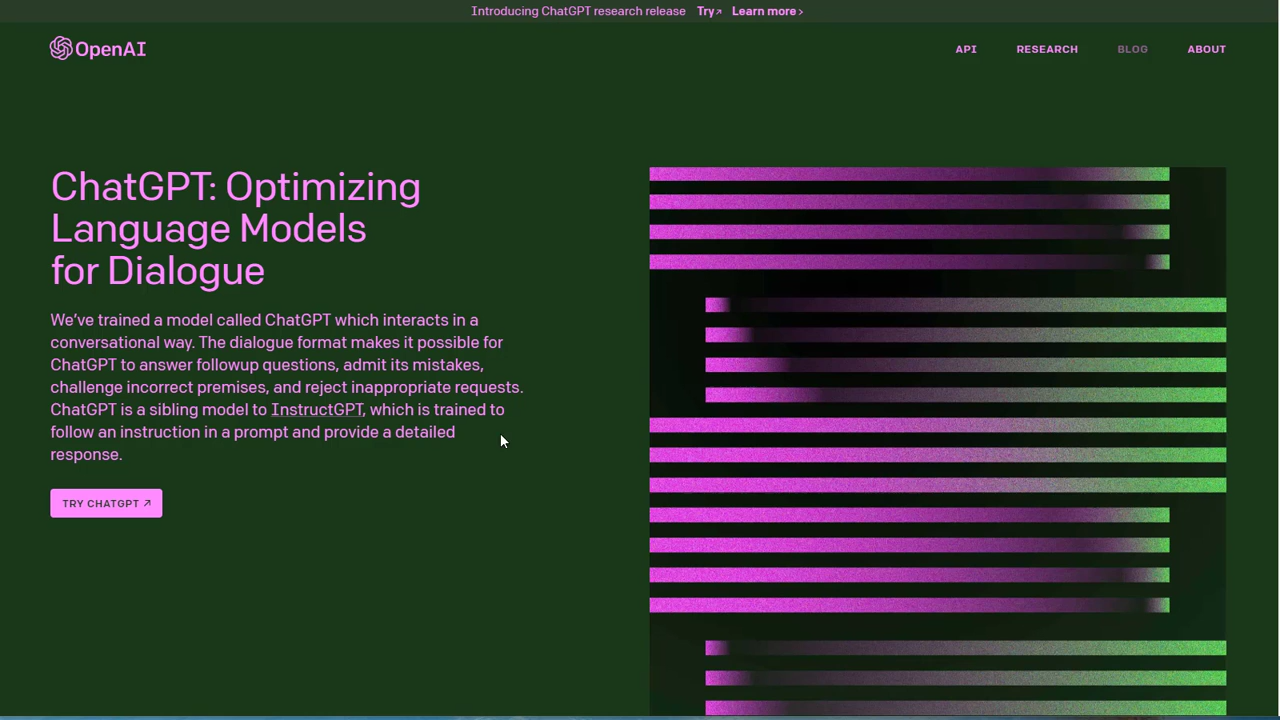 Introducing ChatGPT research release Try↗ Learn more ›
OpenAI
API RESEARCH BLOG ABOUT
ChatGPT: Optimizing
Language Models
for Dialogue
We’ve trained a model called ChatGPT which interacts in a
conversational way. The dialogue format makes it possible for
ChatGPT to answer followup questions, admit its mistakes,
challenge incorrect premises, and reject inappropriate requests.
ChatGPT is a sibling model to InstructGPT, which is trained to
follow an instruction in a prompt and provide a detailed
response.
TRY CHATGPT ↗